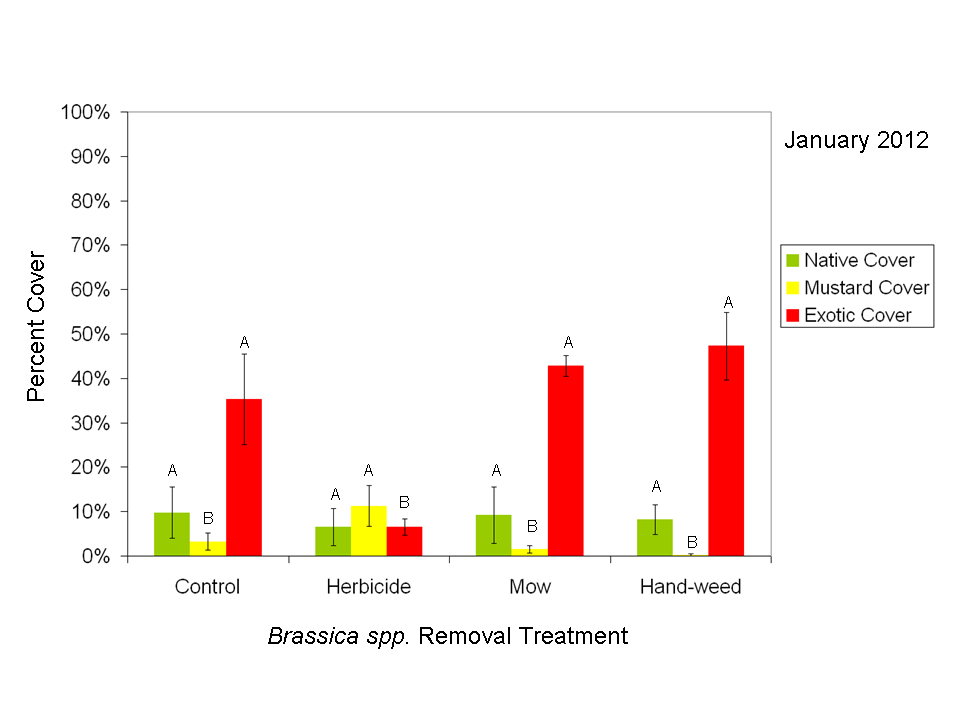 100%
90%
80%
70%
60%
50%
40%
30%
20%
10%
0%
Percent Cover
January 2012
Native Cover
Mustard Cover
Exotic Cover
A B A
A A B
A B A
A B A
Control Herbicide Mow Hand-weed
Brassica spp. Removal Treatment